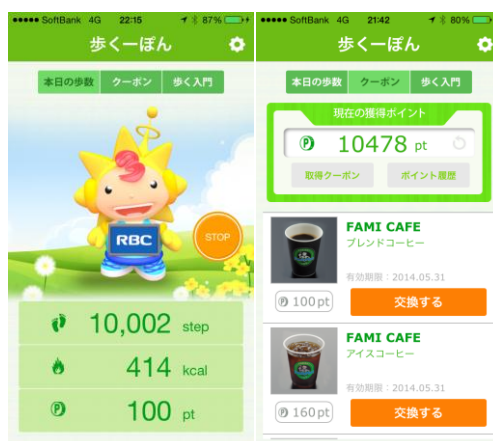 SoftBank 4G 22:15 87%
歩くーぽん
本日の歩数 クーポン 歩く入門
RBC
STOP
10,002 step
414 kcal
P 100 pt
SoftBank 4G 21:42 80%
歩くーぽん
本日の歩数 クーポン 歩く入門
現在の獲得ポイント
P 10478 pt
取得クーポン ポイント履歴
FAMI CAFE
ブレンドコーヒー
有効期限：2014.05.31
P 100pt 交換する
FAMI CAFE
アイスコーヒー
有効期限：2014.05.31
P 160pt 交換する